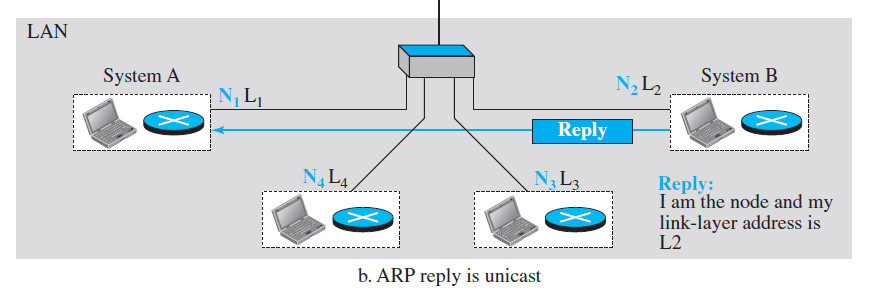 LAN
System A
N1 L1
N2 L2
System B
Reply
N4 L4
N3 L3
Reply:
I am the node and my
link-layer address is
L2
b. ARP reply is unicast